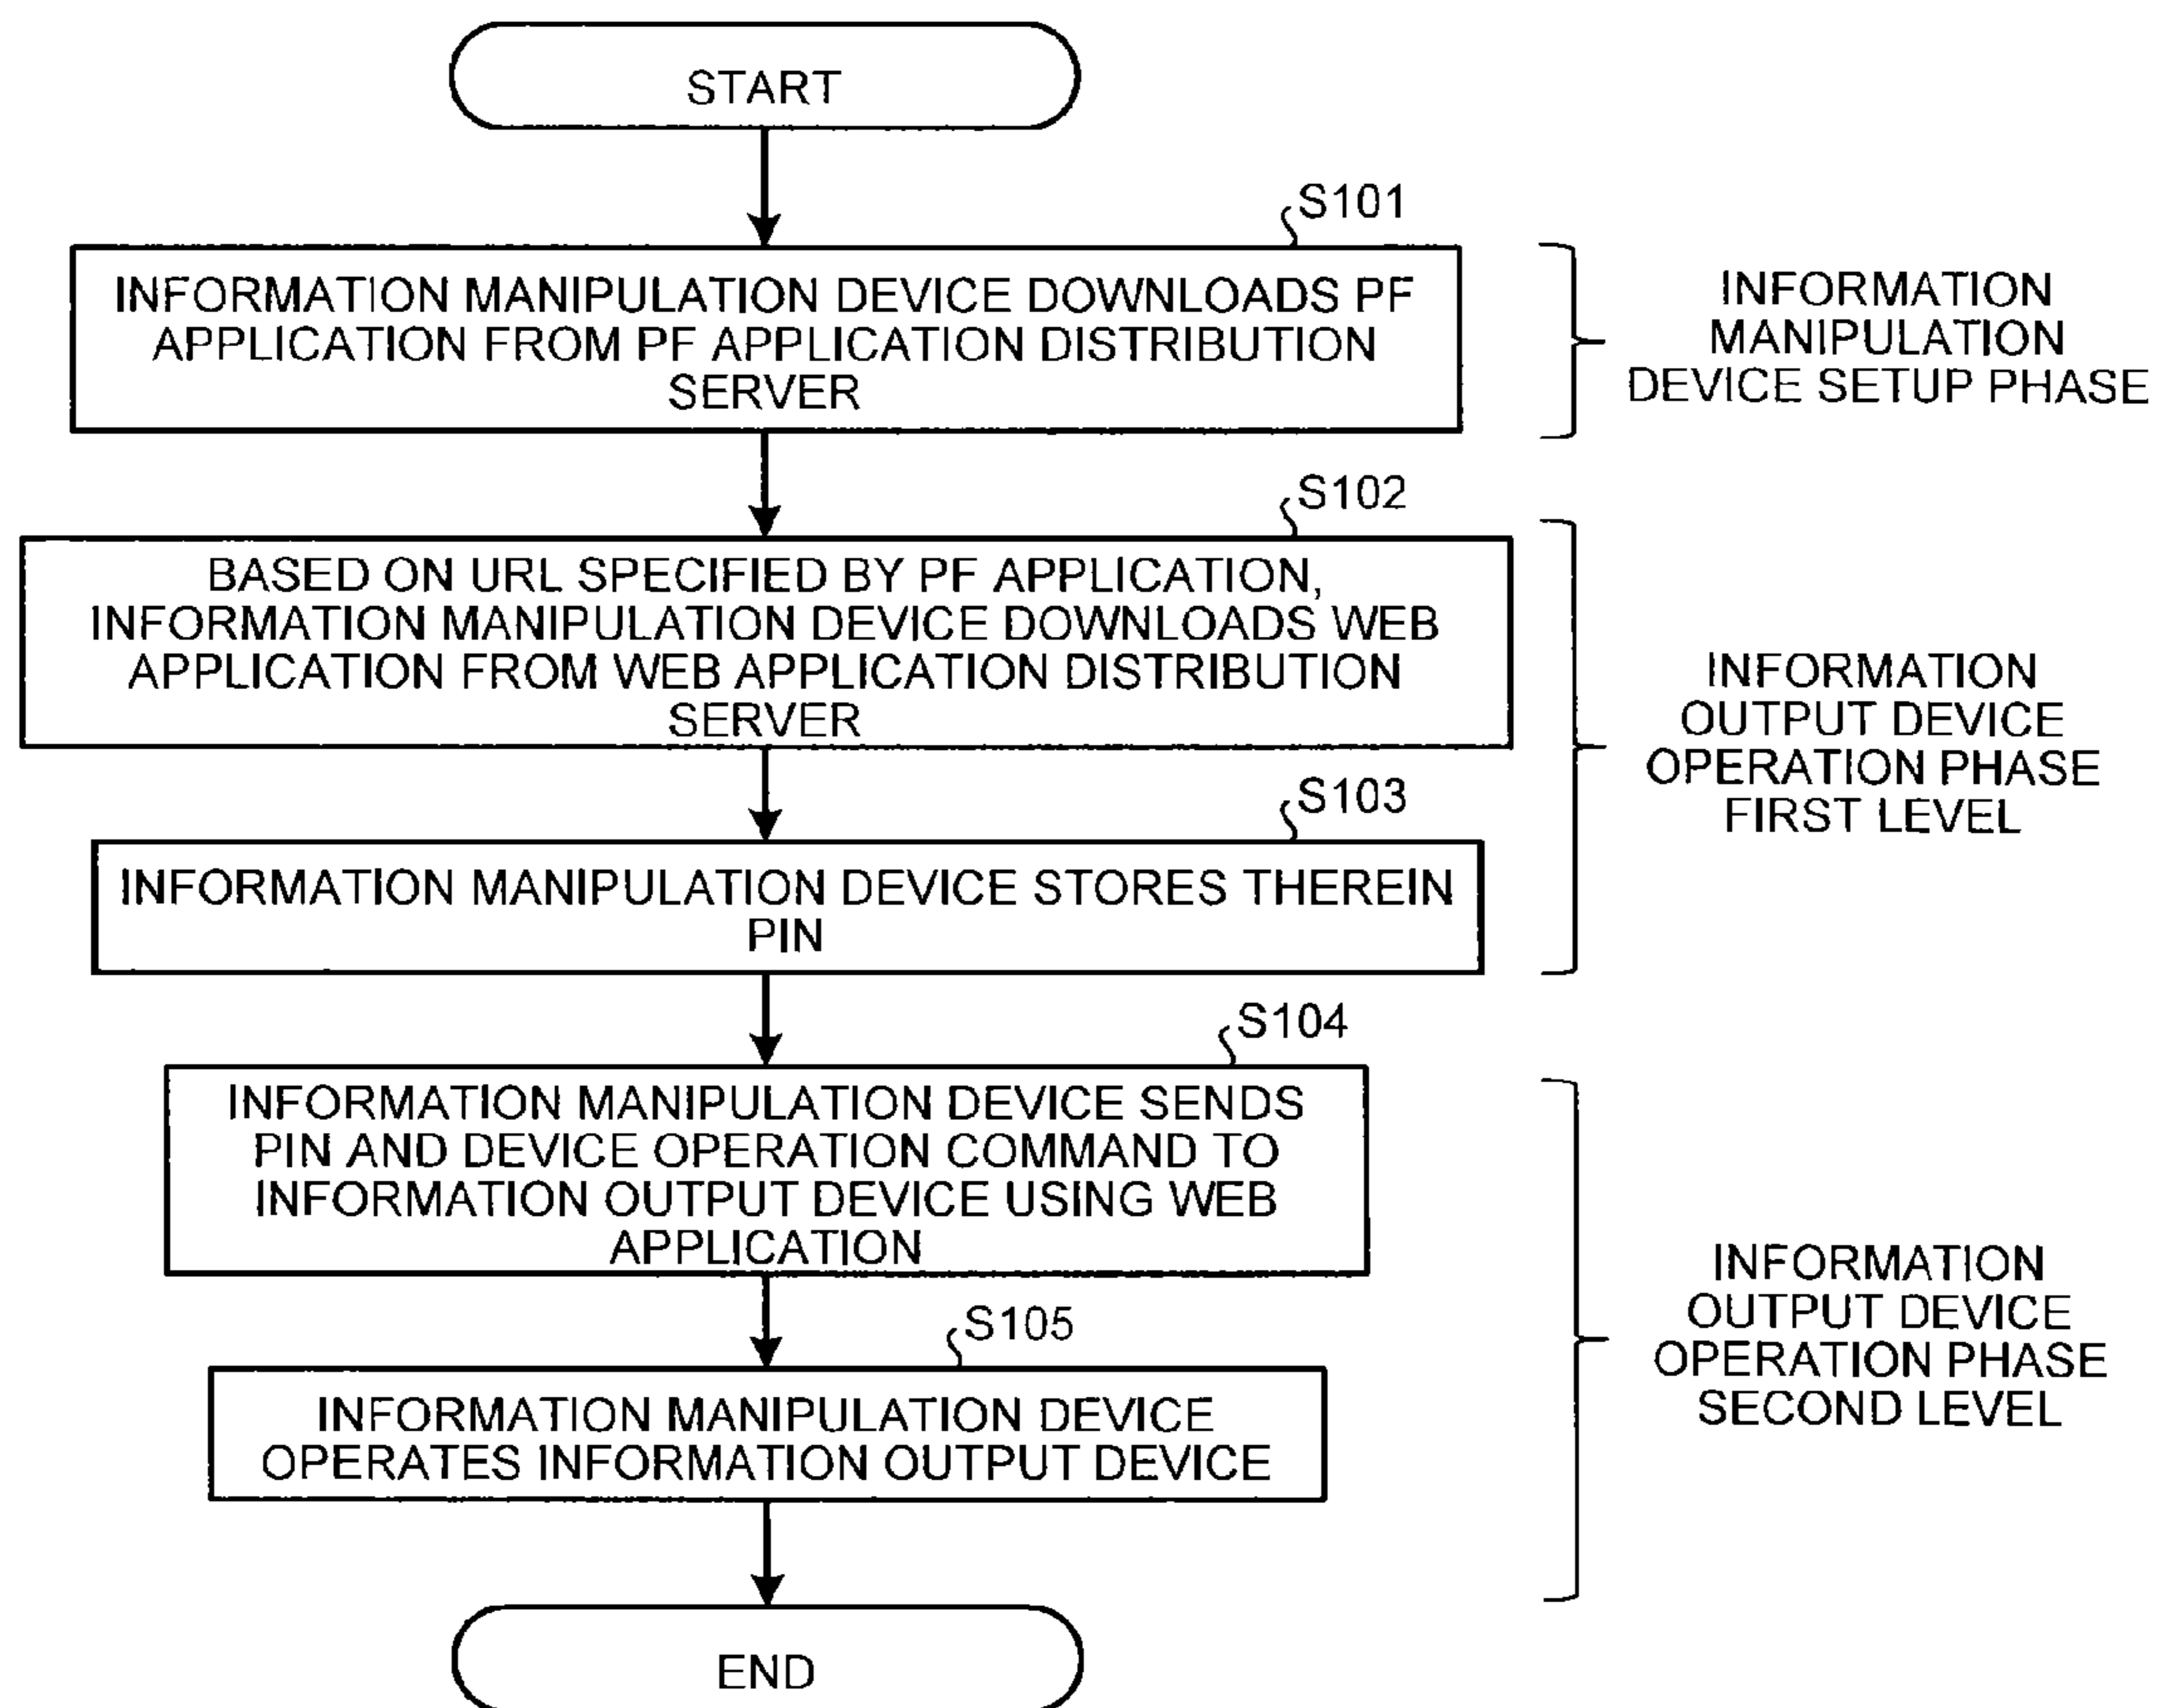 START
S101
INFORMATION MANIPULATION DEVICE DOWNLOADS PF
APPLICATION FROM PF APPLICATION DISTRIBUTION
SERVER
INFORMATION
MANIPULATION
DEVICE SETUP PHASE
S102
BASED ON URL SPECIFIED BY PF APPLICATION,
INFORMATION MANIPULATION DEVICE DOWNLOADS WEB
APPLICATION FROM WEB APPLICATION DISTRIBUTION
SERVER
S103
INFORMATION MANIPULATION DEVICE STORES THEREIN
PIN
INFORMATION
OUTPUT DEVICE
OPERATION PHASE
FIRST LEVEL
S104
INFORMATION MANIPULATION DEVICE SENDS
PIN AND DEVICE OPERATION COMMAND TO
INFORMATION OUTPUT DEVICE USING WEB
APPLICATION
S105
INFORMATION MANIPULATION DEVICE
OPERATES INFORMATION OUTPUT DEVICE
INFORMATION
OUTPUT DEVICE
OPERATION PHASE
SECOND LEVEL
END